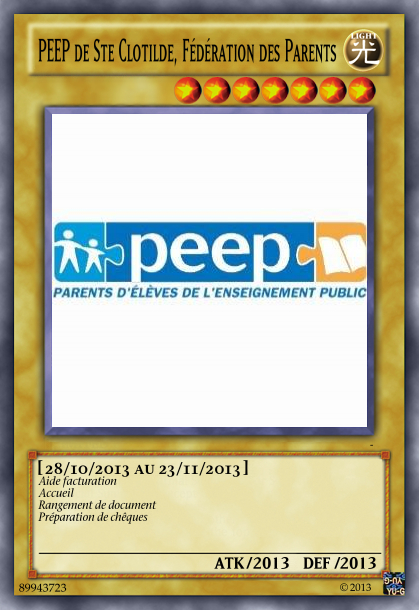 PEEP de Ste Clotilde, Fédération des Parents
LIGHT
光
peep
PARENTS D'ÉLÈVES DE L'ENSEIGNEMENT PUBLIC
-
[28/10/2013 au 23/11/2013]
Aide facturation
Accueil
Rangement de document
Préparation de chèques
ATK/2013 DEF/2013
89943723
©2013